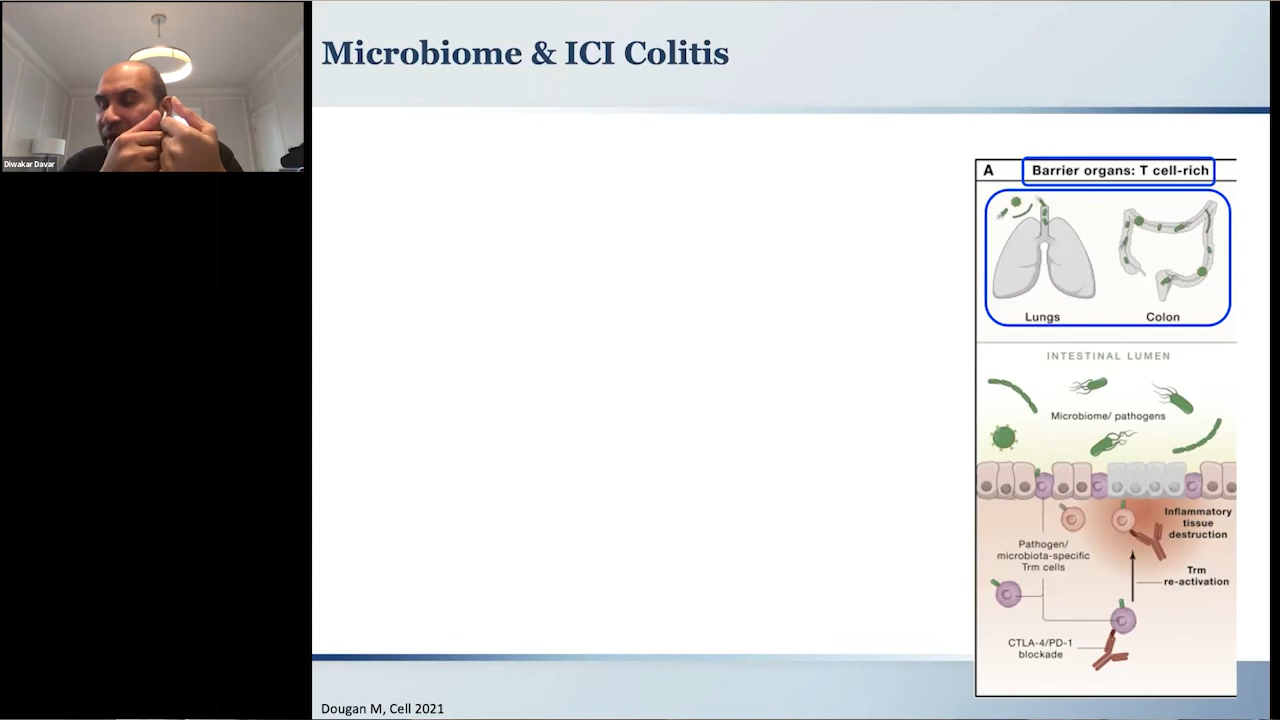 Microbiome & ICI Colitis
Diwakar Davar
A
Barrier organs: T cell-rich
Lungs
Colon
INTESTINAL LUMEN
Microbiome/ pathogens
Inflammatory
tissue
destruction
Pathogen/
microbiota-specific
Trm cells
Trm
re-activation
CTLA-4/PD-1
blockade
Dougan M, Cell 2021